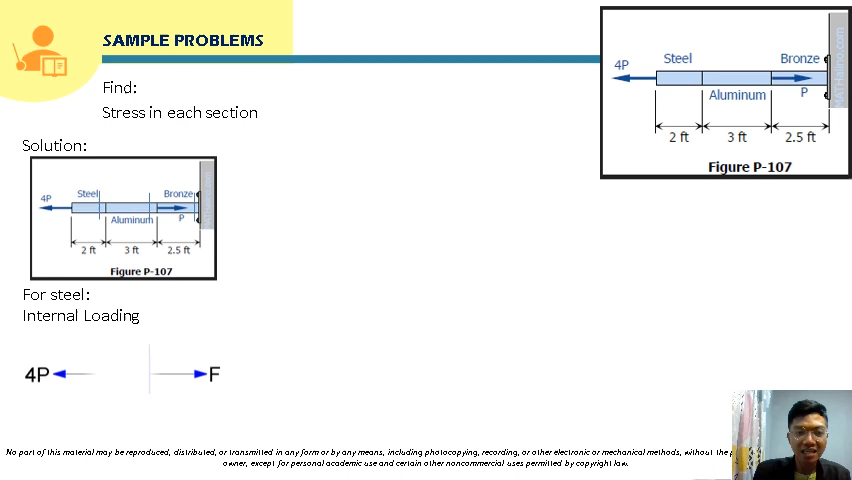 SAMPLE PROBLEMS
Find:
Stress in each section
4P
Steel
Bronze
Aluminum
P
2 ft
3 ft
2.5 ft
Figure P-107
MATHalino.com
Solution:
4P
Steel
Bronze
Aluminum
P
2 ft
3 ft
2.5 ft
Figure P-107
For steel:
Internal Loading
4P
F
No part of this material may be reproduced, distributed, or transmitted in any form or by any means, including photocopying, recording, or other electronic or mechanical methods, without the
owner, except for personal academic use and certain other noncommercial uses permitted by copyright law.